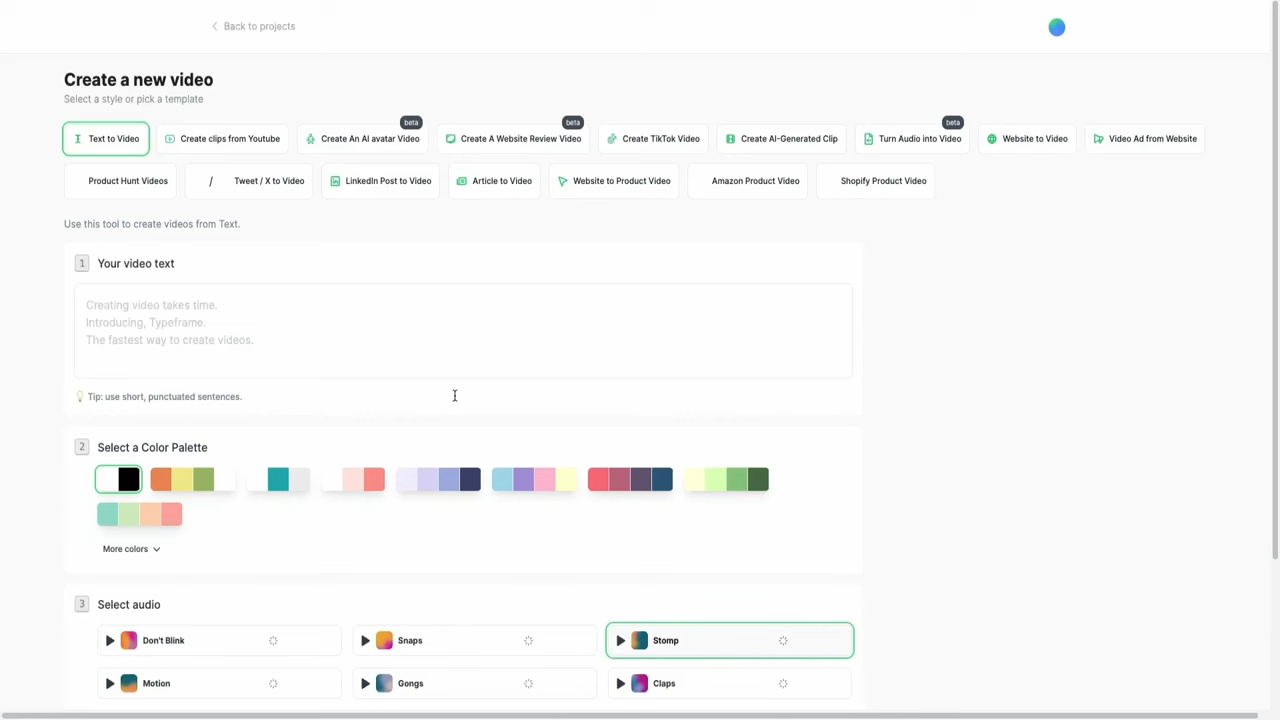 Back to projects
Create a new video
Select a style or pick a template
beta
beta
beta
Text to Video
Create clips from Youtube
Create An AI avatar Video
Create A Website Review Video
Create TikTok Video
Create AI-Generated Clip
Turn Audio into Video
Website to Video
Video Ad from Website
Product Hunt Videos
/ Tweet / X to Video
LinkedIn Post to Video
Article to Video
Website to Product Video
Amazon Product Video
Shopify Product Video
Use this tool to create videos from Text.
1 Your video text
Creating video takes time.
Introducing, Typeframe.
The fastest way to create videos.
Tip: use short, punctuated sentences.
2 Select a Color Palette
More colors
3 Select audio
Don't Blink
Snaps
Stomp
Motion
Gongs
Claps